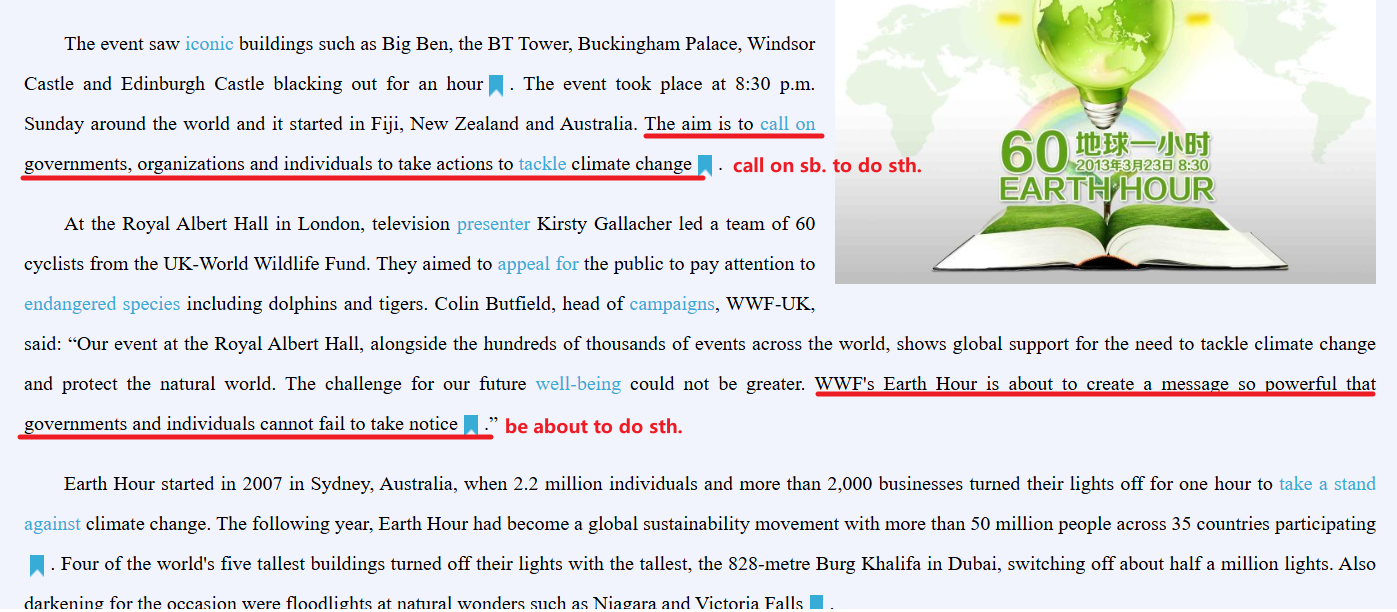 The event saw iconic buildings such as Big Ben, the BT Tower, Buckingham Palace, Windsor
Castle and Edinburgh Castle blacking out for an hour . The event took place at 8:30 p.m.
Sunday around the world and it started in Fiji, New Zealand and Australia. The aim is to call on
governments, organizations and individuals to take actions to tackle climate change . call on sb. to do sth.
60 地球一小时
2013年3月23日 8:30
EARTH HOUR
At the Royal Albert Hall in London, television presenter Kirsty Gallacher led a team of 60
cyclists from the UK-World Wildlife Fund. They aimed to appeal for the public to pay attention to
endangered species including dolphins and tigers. Colin Butfield, head of campaigns, WWF-UK,
said: “Our event at the Royal Albert Hall, alongside the hundreds of thousands of events across the world, shows global support for the need to tackle climate change
and protect the natural world. The challenge for our future well-being could not be greater. WWF's Earth Hour is about to create a message so powerful that
governments and individuals cannot fail to take notice .” be about to do sth.
Earth Hour started in 2007 in Sydney, Australia, when 2.2 million individuals and more than 2,000 businesses turned their lights off for one hour to take a stand
against climate change. The following year, Earth Hour had become a global sustainability movement with more than 50 million people across 35 countries participating
. Four of the world's five tallest buildings turned off their lights with the tallest, the 828-metre Burg Khalifa in Dubai, switching off about half a million lights. Also
darkening for the occasion were floodlights at natural wonders such as Niagara and Victoria Falls .